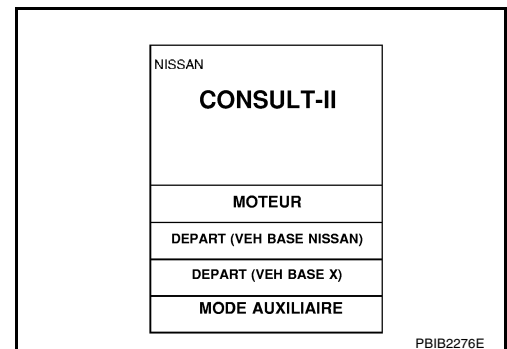 NISSAN
CONSULT-II
MOTEUR
DEPART (VEH BASE NISSAN)
DEPART (VEH BASE X)
MODE AUXILIAIRE
PBIB2276E